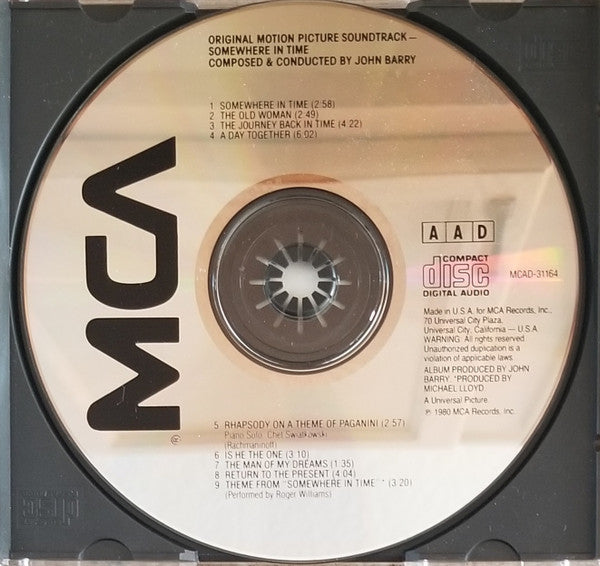 ORIGINAL MOTION PICTURE SOUNDTRACK—
SOMEWHERE IN TIME
COMPOSED & CONDUCTED BY JOHN BARRY
1 SOMEWHERE IN TIME (2:58)
2 THE OLD WOMAN (2:49)
3 THE JOURNEY BACK IN TIME (4:22)
4 A DAY TOGETHER (6:02)
MCA
®
A A D
COMPACT
disc
DIGITAL AUDIO
MCAD-31164
Made in U.S.A. for MCA Records, Inc.,
70 Universal City Plaza,
Universal City, California — U.S.A.
WARNING: All rights reserved.
Unauthorized duplication is a
violation of applicable laws.
ALBUM PRODUCED BY JOHN
BARRY, *PRODUCED BY
MICHAEL LLOYD
A Universal Picture.
℗ 1980 MCA Records, Inc.
5 RHAPSODY ON A THEME OF PAGANINI (2:57)
Piano Solo: Chet Swiatkowski
(Rachmaninoff)
6 IS HE THE ONE (3:10)
7 THE MAN OF MY DREAMS (1:35)
8 RETURN TO THE PRESENT (4:04)
9 THEME FROM "SOMEWHERE IN TIME" * (3:20)
(Performed by Roger Williams)
disc